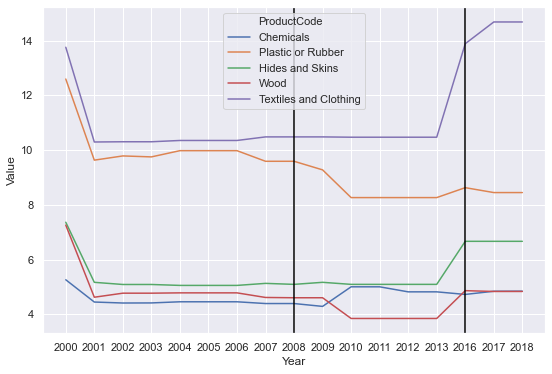 ProductCode
Chemicals
Plastic or Rubber
Hides and Skins
Wood
Textiles and Clothing
Value
14
12
10
8
6
4
2000 2001 2002 2003 2004 2005 2006 2007 2008 2009 2010 2011 2012 2013 2016 2017 2018
Year